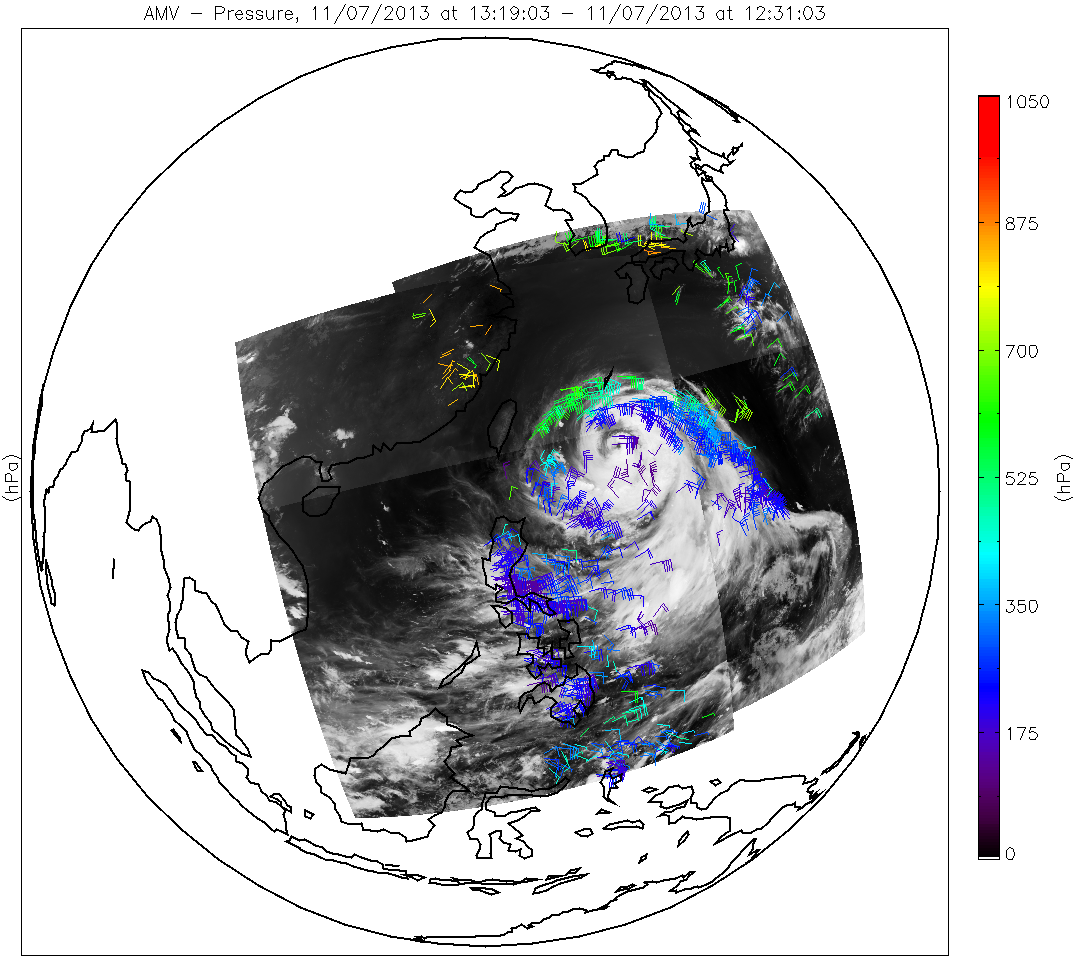 AMV – Pressure, 11/07/2013 at 13:19:03 – 11/07/2013 at 12:31:03
1050
875
700
525
350
175
0
(hPa)
(hPa)